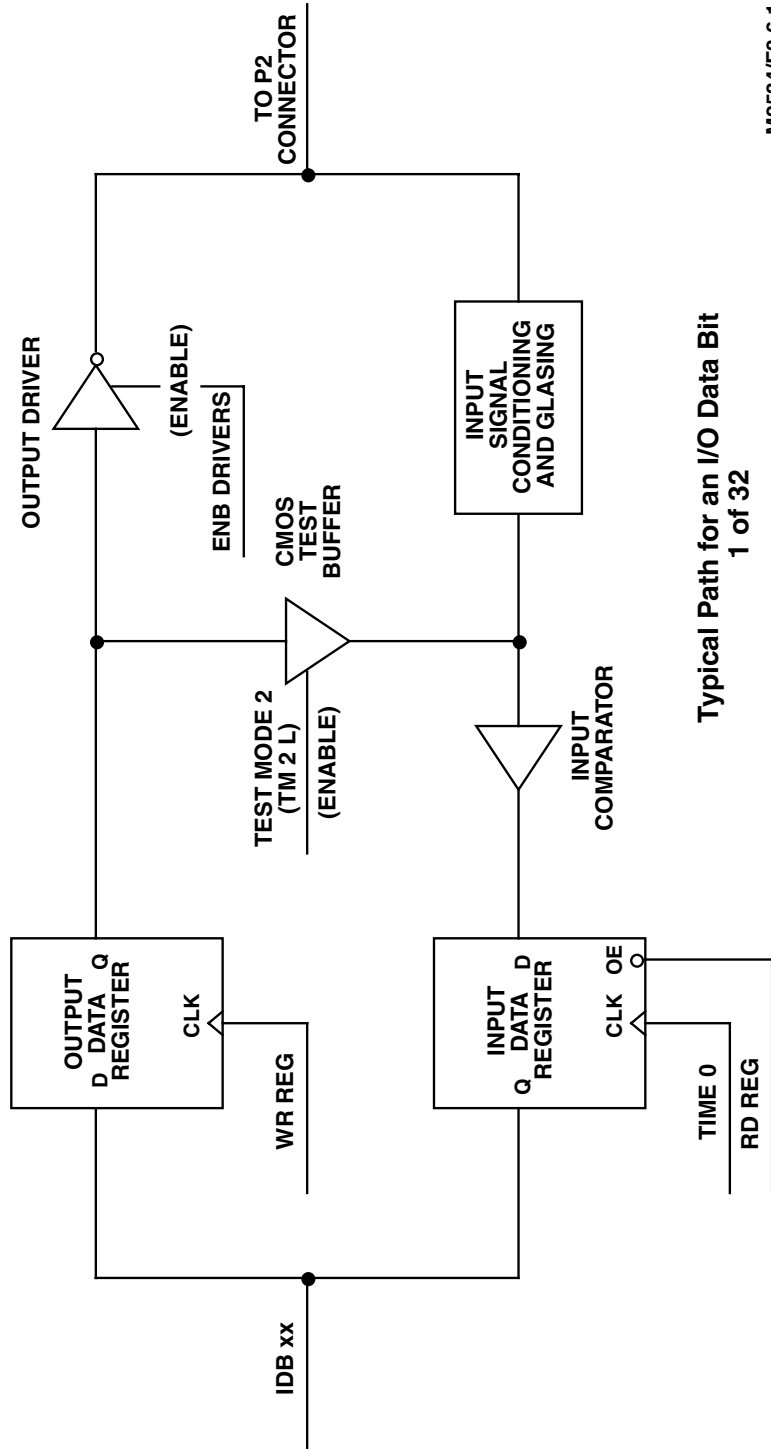 OUTPUT DRIVER
TO P2
CONNECTOR
(ENABLE)
ENB DRIVERS
OUTPUT
D DATA Q
REGISTER
CLK
WR REG
CMOS
TEST
BUFFER
TEST MODE 2
(TM 2 L)
(ENABLE)
IDB xx
INPUT
SIGNAL
CONDITIONING
AND GLASING
INPUT
COMPARATOR
INPUT
Q DATA D
REGISTER
CLK OE
TIME 0
RD REG
Typical Path for an I/O Data Bit
1 of 32